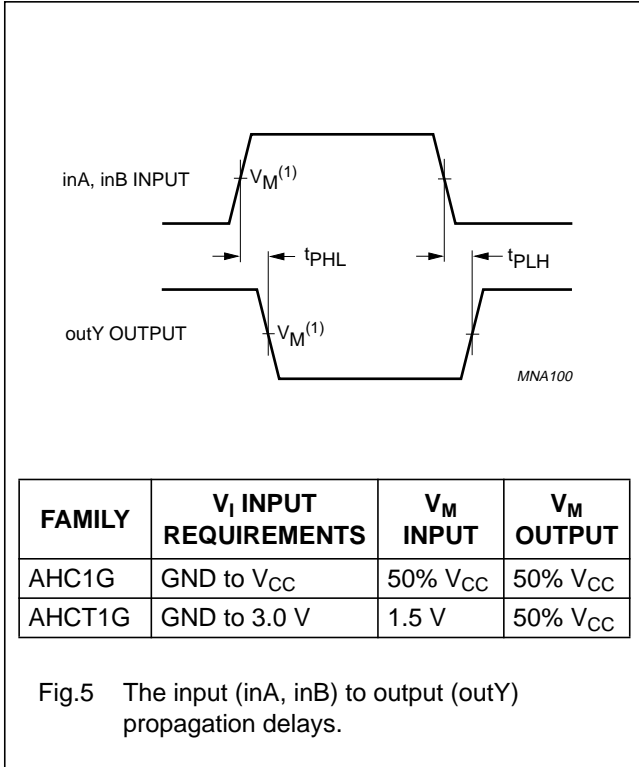 inA, inB INPUT
V_M(1)
t_PHL
t_PLH
outY OUTPUT
V_M(1)
MNA100
FAMILY V_I INPUT REQUIREMENTS V_M INPUT V_M OUTPUT
AHC1G GND to V_CC 50% V_CC 50% V_CC
AHCT1G GND to 3.0 V 1.5 V 50% V_CC
Fig.5 The input (inA, inB) to output (outY)
propagation delays.